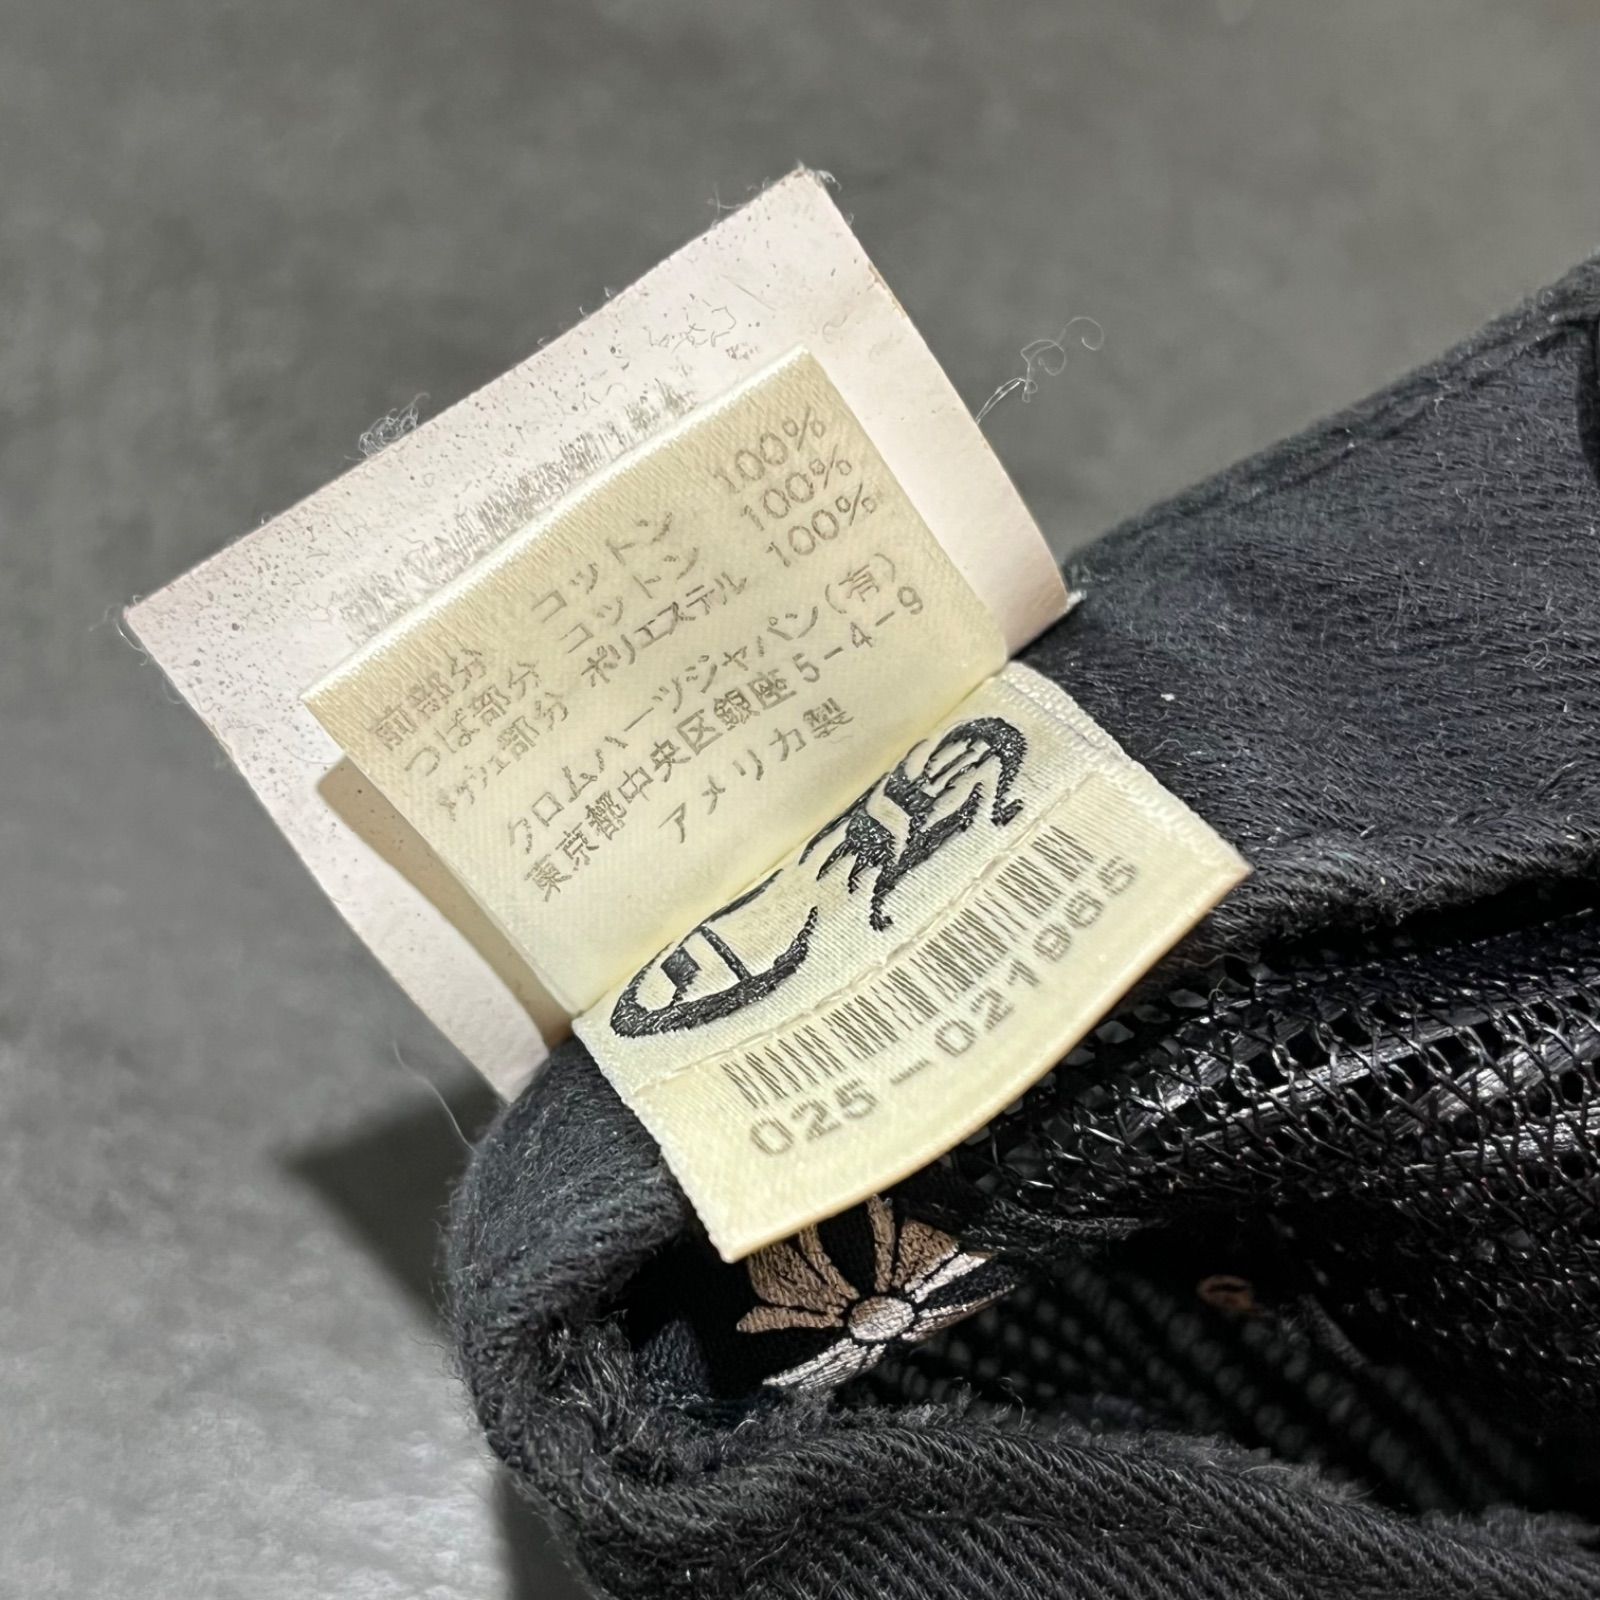 前部分 コットン 100%
つば部分 コットン 100%
メッシュ部分 ポリエステル 100%
クロムハーツジャパン(有)
東京都中央区銀座5-4-9
アメリカ製
正規
025-021965